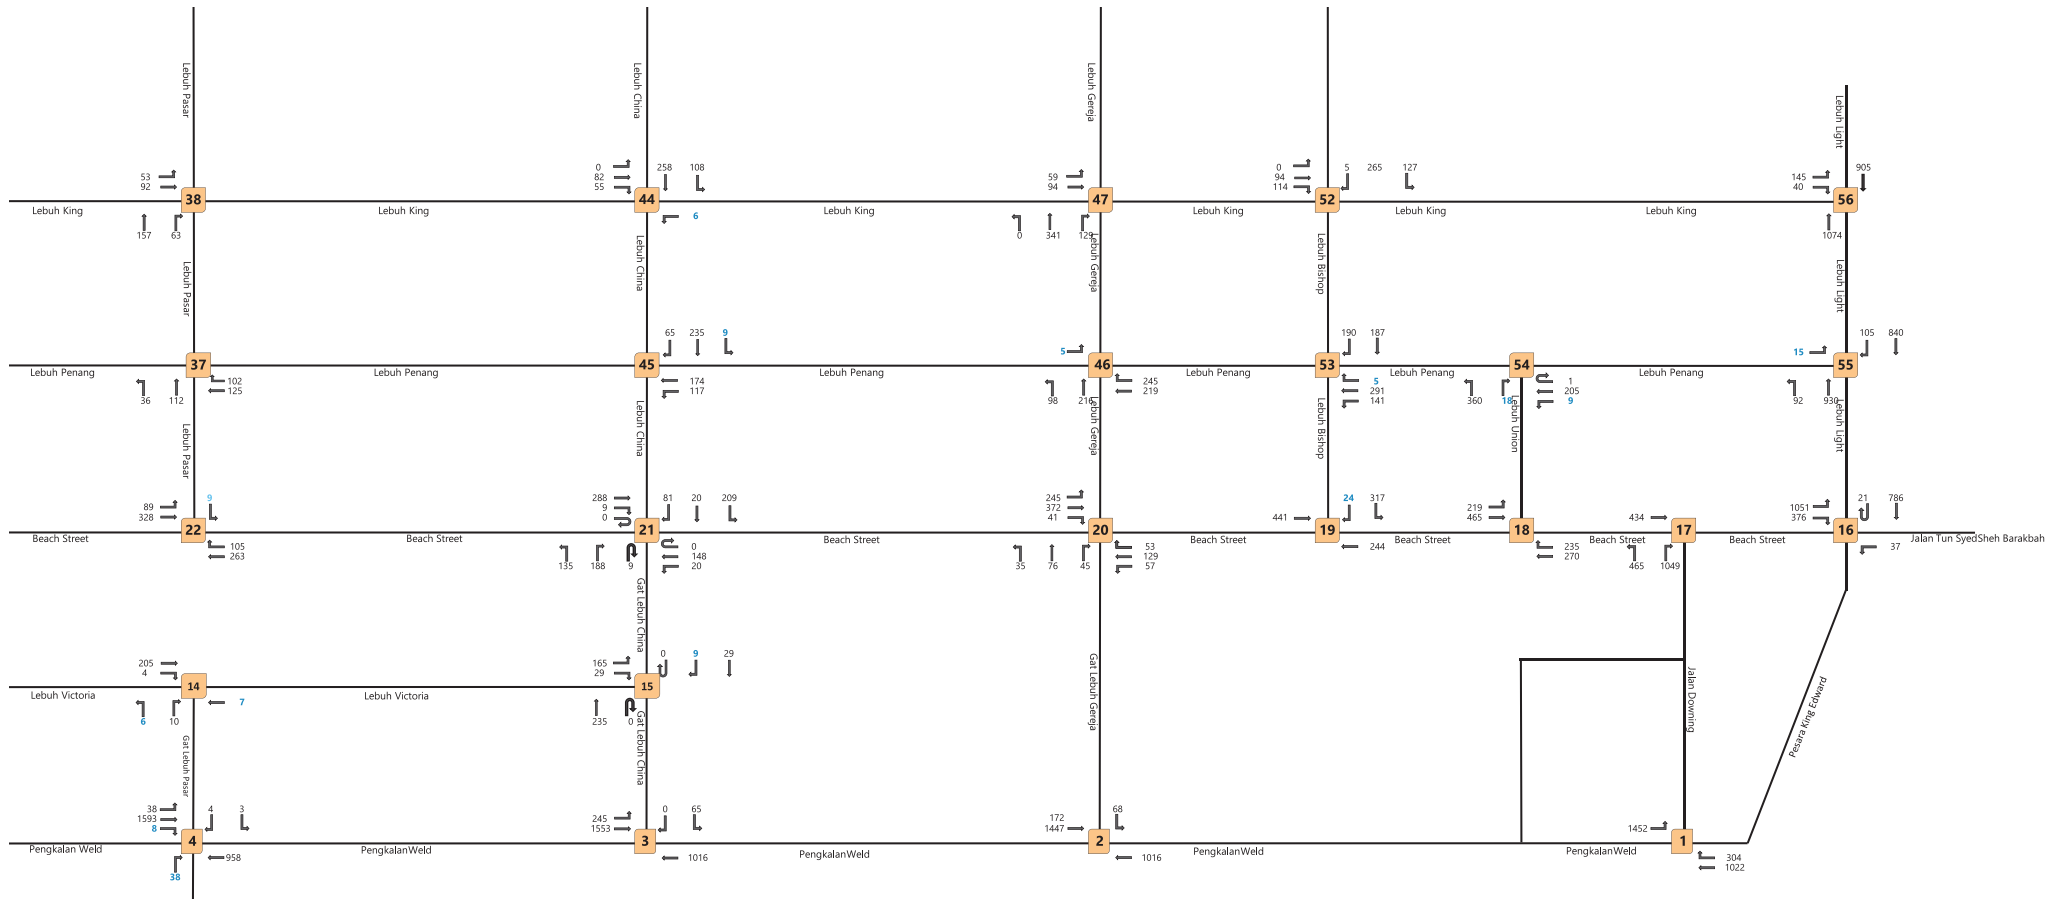 Lebuh Pasar
Lebuh China
Lebuh Gereja
Lebuh Light
53
92
0 258 108
82
55
59
94
0 5 265 127
94
114
145 905
40
38
44
47
52
56
Lebuh King
Lebuh King
Lebuh King
Lebuh King
Lebuh King
Lebuh King
157 63
6
0 341 129
1074
Lebuh Pasar
Lebuh China
Lebuh Gereja
Lebuh Bishop
Lebuh Light
65 235 9
5
190 187
15
105 840
37
45
46
53
54
55
Lebuh Penang
Lebuh Penang
Lebuh Penang
Lebuh Penang
Lebuh Penang
Lebuh Penang
102
125
36 112
174
117
98
245
219
5
291
141
360 18
1
205
9
92 930
Lebuh Pasar
Lebuh China
Lebuh Gereja
Lebuh Bishop
Lebuh Union
Lebuh Light
89 9
328
288 81 20 209
9
0
245
372
41
441 24 317
219
465
434
1051 21 786
376
22
21
20
19
18
17
16
Beach Street
Beach Street
Beach Street
Beach Street
Beach Street
Beach Street
Beach Street
Jalan Tun SyedSheh Barakbah
105
263
135 188 9
0
148
20
35 76 45
53
129
57
244
235
270
465 1049
37
Gat Lebuh China
205
4
165 0 9 29
29
14
15
Lebuh Victoria
Lebuh Victoria
6 10 7
235 0
Gat Lebuh Pasar
Gat Lebuh China
Gat Lebuh Gereja
Jalan Downing
Pesara King Edward
38 4 3
1593
8
245 0 65
1553
172 68
1447
1452
4
3
2
1
Pengkalan Weld
PengkalanWeld
PengkalanWeld
PengkalanWeld
PengkalanWeld
958
38
1016
1016
304
1022